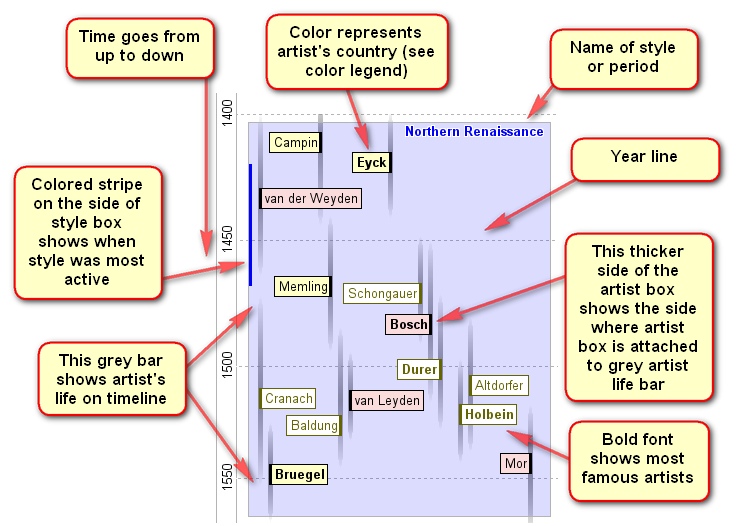 Time goes from
up to down
Color represents
artist's country (see
color legend)
Name of style
or period
1400
Northern Renaissance
Campin
Eyck
Year line
Colored stripe
on the side of
style box
shows when
style was most
active
van der Weyden
1450
This thicker
side of the
artist box
shows the side
where artist
box is attached
to grey artist
life bar
Memling
Schongauer
Bosch
This grey bar
shows artist's
life on timeline
1500
Durer
Altdorfer
Cranach
van Leyden
Holbein
Baldung
Bold font
shows most
famous artists
Mor
1550
Bruegel